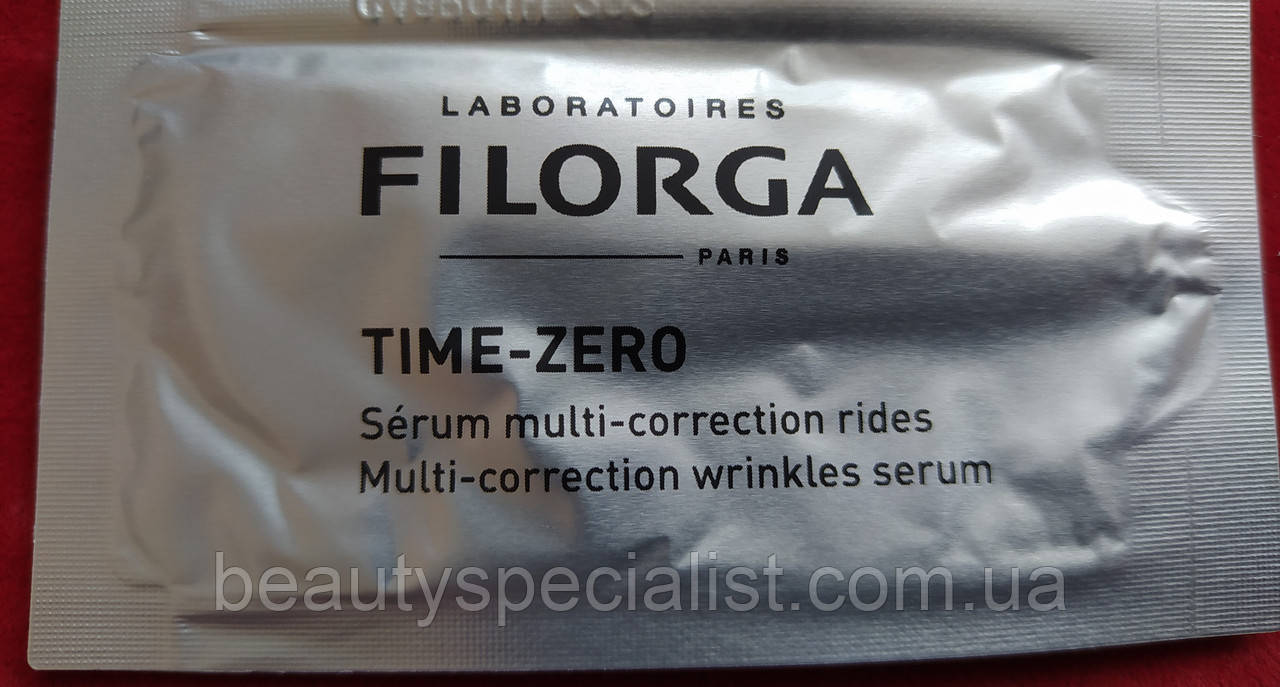 LABORATOIRES
FILORGA
PARIS
TIME-ZERO
Sérum multi-correction rides
Multi-correction wrinkles serum
beautyspecialist.com.ua